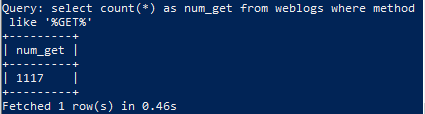 Query: select count(*) as num_get from weblogs where method
 like '%GET%'
+---------+
| num_get |
+---------+
| 1117    |
+---------+
Fetched 1 row(s) in 0.46s